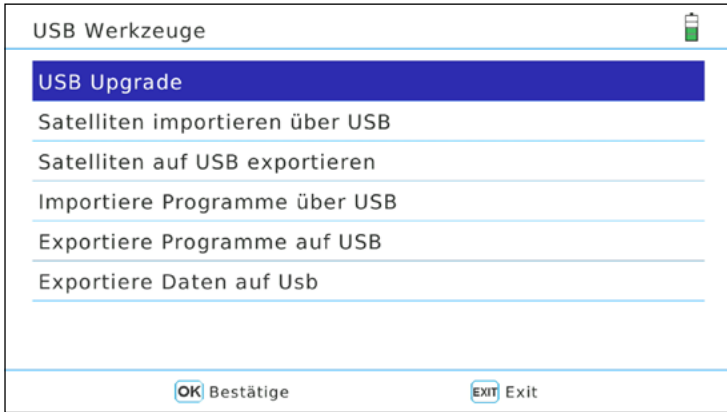 USB Werkzeuge
USB Upgrade
Satelliten importieren über USB
Satelliten auf USB exportieren
Importiere Programme über USB
Exportiere Programme auf USB
Exportiere Daten auf Usb
OK Bestätige EXIT Exit